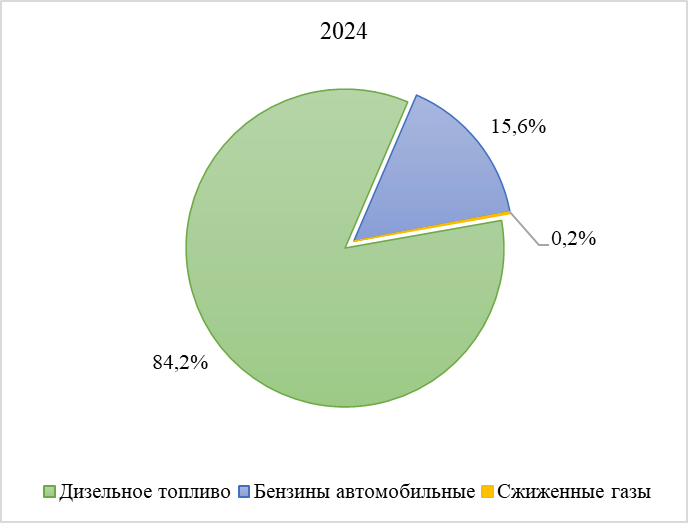 2024
15,6%
0,2%
84,2%
Дизельное топливо Бензины автомобильные Сжиженные газы